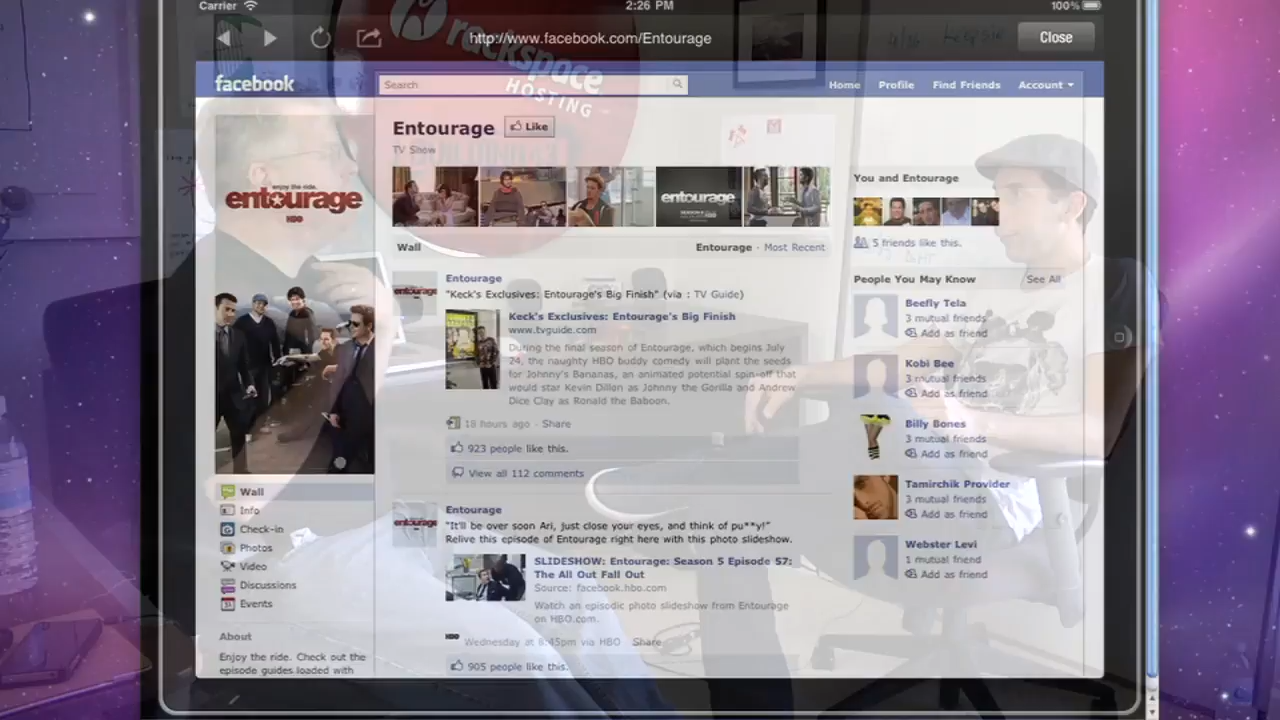 Carrier
2:26 PM
100%
http://www.facebook.com/Entourage
Close
rackspace
HOSTING
facebook
Search
Home
Profile
Find Friends
Account
Entourage
Like
TV Show
enjoy the ride.
entourage
HBO
entourage
You and Entourage
5 friends like this.
Wall
Entourage · Most Recent
People You May Know
See All
Entourage
"Keck's Exclusives: Entourage's Big Finish" (via : TV Guide)
entourage
Keck's Exclusives: Entourage's Big Finish
www.tvguide.com
During the final season of Entourage, which begins July
24, the naughty HBO buddy comedy will plant the seeds
for Johnny's Bananas, an animated potential spin-off that
would star Kevin Dillon as Johnny the Gorilla and Andrew
Dice Clay as Ronald the Baboon.
18 hours ago · Share
923 people like this.
View all 112 comments
Beefly Tela
3 mutual friends
Add as friend
Kobi Bee
3 mutual friends
Add as friend
Billy Bones
3 mutual friends
Add as friend
Tamirchik Provider
3 mutual friends
Add as friend
Webster Levi
1 mutual friend
Add as friend
Wall
Info
Check-in
Photos
Video
Discussions
Events
About
Enjoy the ride. Check out the
episode guides loaded with
Entourage
"It'll be over soon Ari, just close your eyes, and think of pu**y!"
Relive this episode of Entourage right here with this photo slideshow.
entourage
SLIDESHOW: Entourage: Season 5 Episode 57:
The All Out Fall Out
Source: facebook.hbo.com
Watch an episodic photo slideshow from Entourage
on HBO.com.
HBO
Wednesday at 8:45pm via HBO · Share
905 people like this.